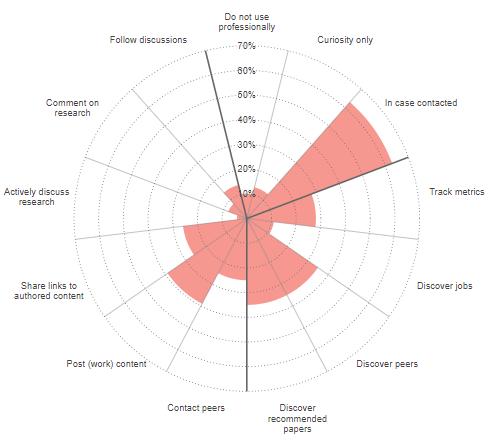 Do not use
professionally
Follow discussions
Curiosity only
70%
60%
50%
40%
30%
20%
10%
Comment on
research
In case contacted
Actively discuss
research
Track metrics
Share links to
authored content
Discover jobs
Post (work) content
Discover peers
Contact peers
Discover
recommended
papers